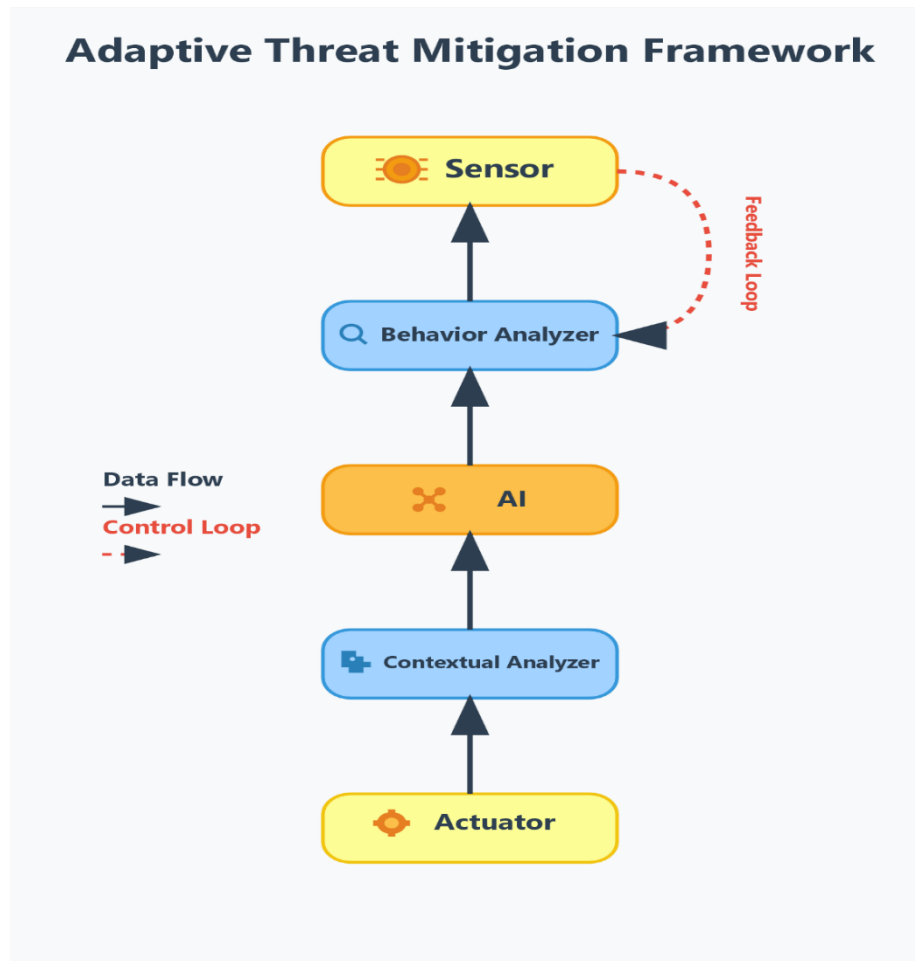 Adaptive Threat Mitigation Framework
Sensor
Feedback Loop
Behavior Analyzer
Data Flow
Control Loop
AI
Contextual Analyzer
Actuator